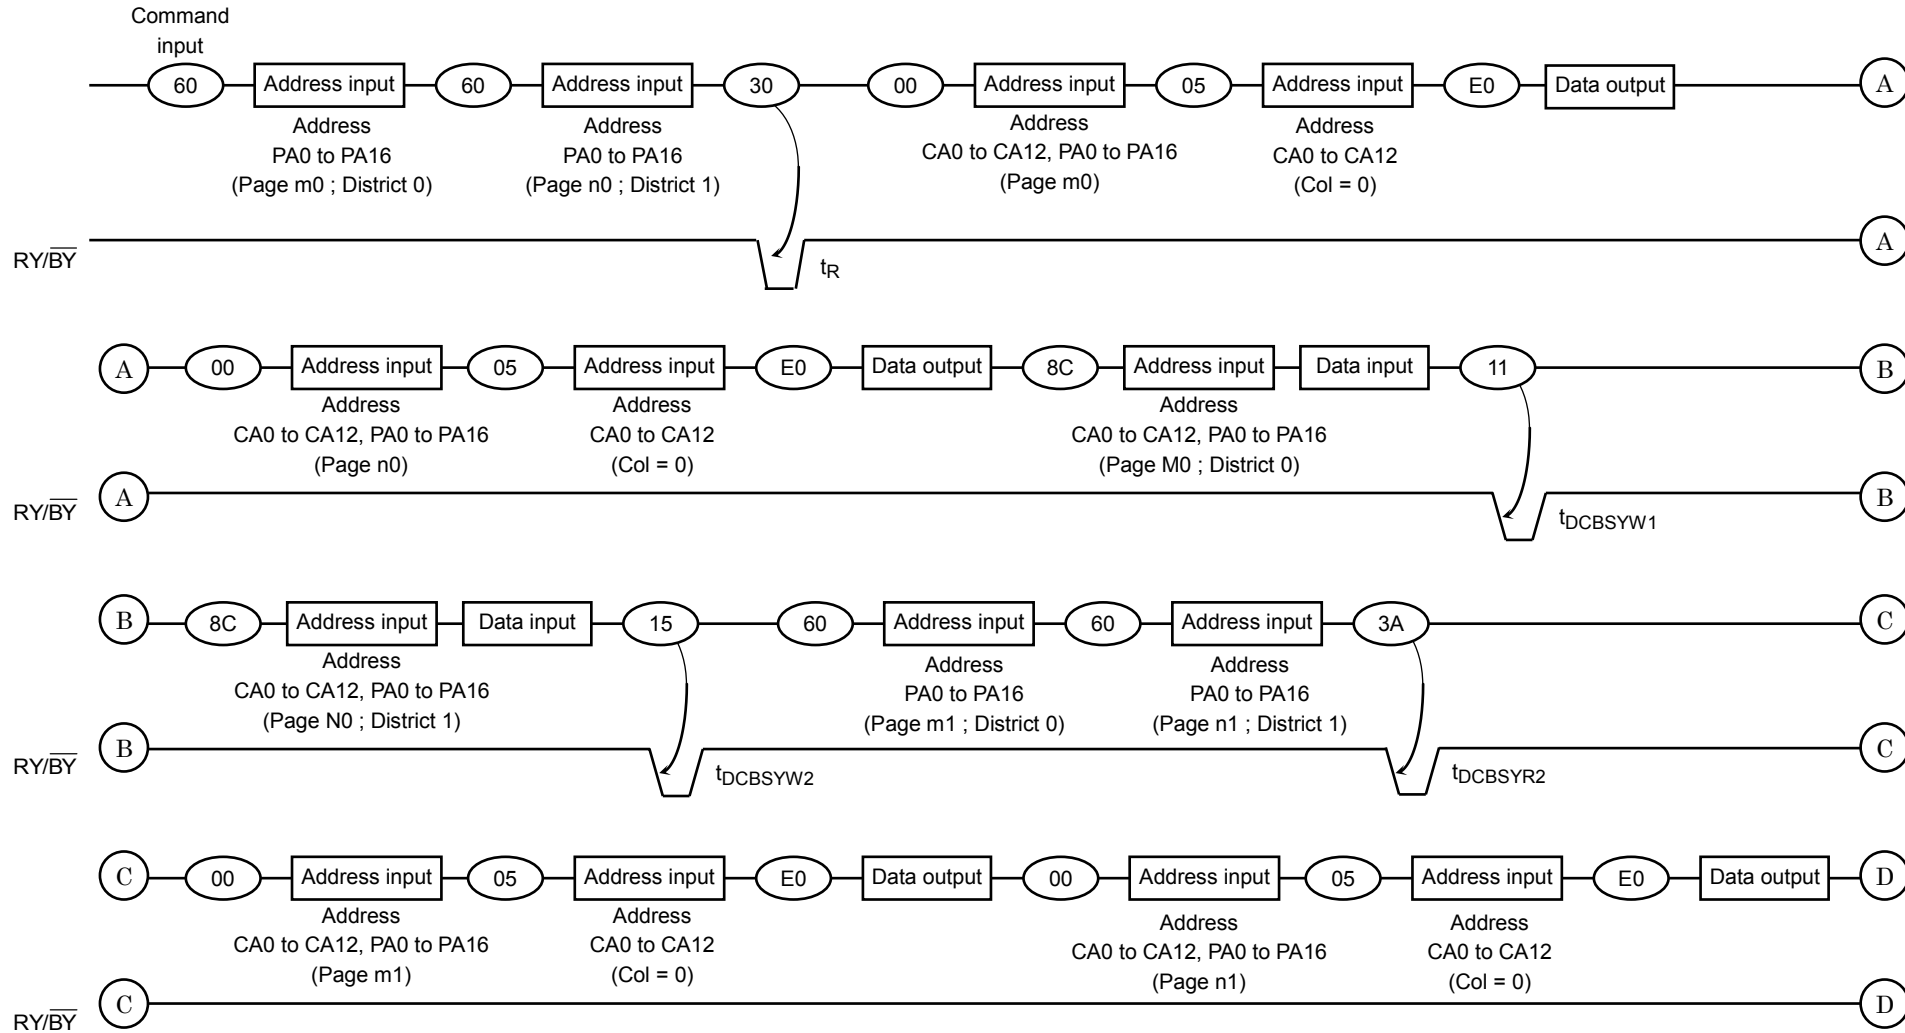 Command
input
60 Address input 60 Address input 30 00 Address input 05 Address input E0 Data output A
Address
PA0 to PA16
(Page m0 ; District 0)
Address
PA0 to PA16
(Page n0 ; District 1)
Address
CA0 to CA12, PA0 to PA16
(Page m0)
Address
CA0 to CA12
(Col = 0)
RY/B̅Y̅ tR A
A 00 Address input 05 Address input E0 Data output 8C Address input Data input 11 B
Address
CA0 to CA12, PA0 to PA16
(Page n0)
Address
CA0 to CA12
(Col = 0)
Address
CA0 to CA12, PA0 to PA16
(Page M0 ; District 0)
RY/B̅Y̅ A tDCBSYW1 B
B 8C Address input Data input 15 60 Address input 60 Address input 3A C
Address
CA0 to CA12, PA0 to PA16
(Page N0 ; District 1)
Address
PA0 to PA16
(Page m1 ; District 0)
Address
PA0 to PA16
(Page n1 ; District 1)
RY/B̅Y̅ B tDCBSYW2 tDCBSYR2 C
C 00 Address input 05 Address input E0 Data output 00 Address input 05 Address input E0 Data output D
Address
CA0 to CA12, PA0 to PA16
(Page m1)
Address
CA0 to CA12
(Col = 0)
Address
CA0 to CA12, PA0 to PA16
(Page n1)
Address
CA0 to CA12
(Col = 0)
RY/B̅Y̅ C D